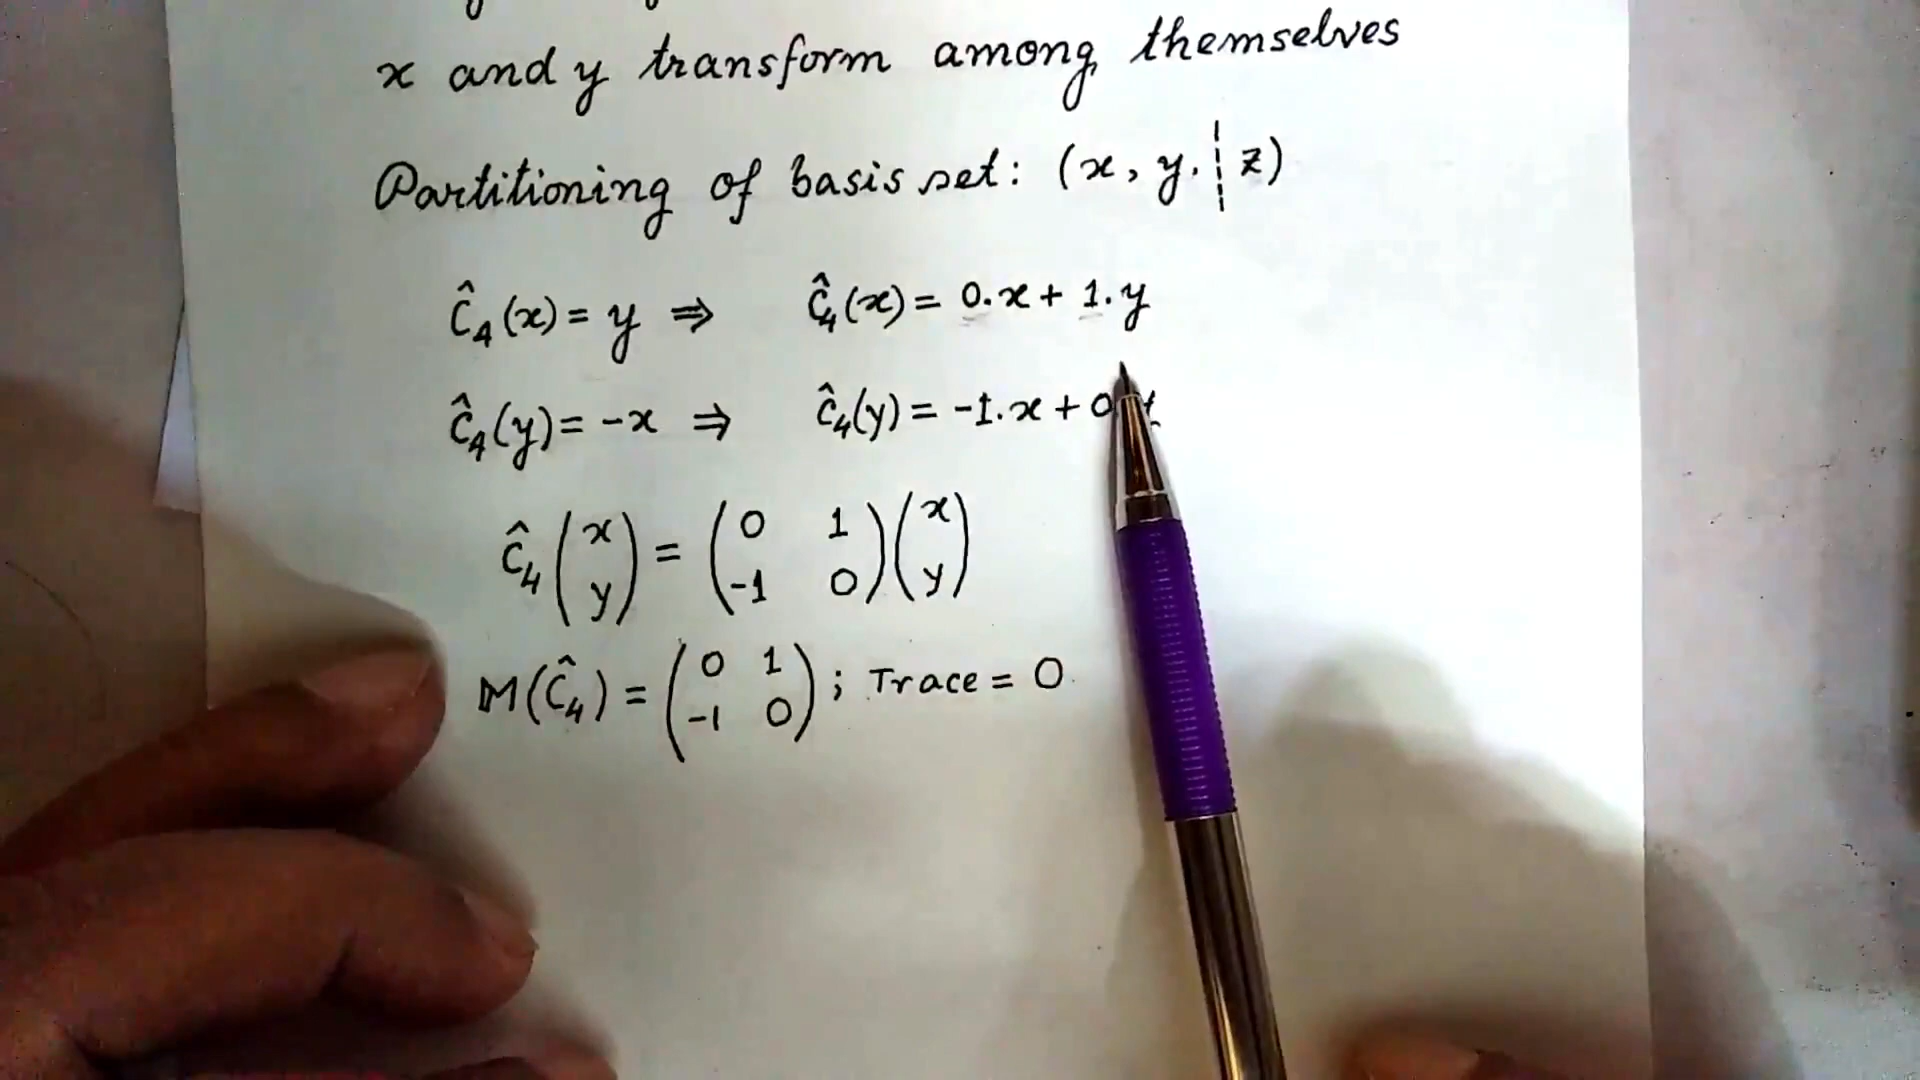 x and y transform among themselves
Partitioning of basis set: (x, y. ¦ z)
Ĉ₄(x) = y ⇒ Ĉ₄(x) = 0.x + 1.y
Ĉ₄(y) = -x ⇒ Ĉ₄(y) = -1.x + 0
Ĉ₄ (x y) = (0 1 -1 0) (x y)
M(Ĉ₄) = (0 1 -1 0) ; Trace = 0